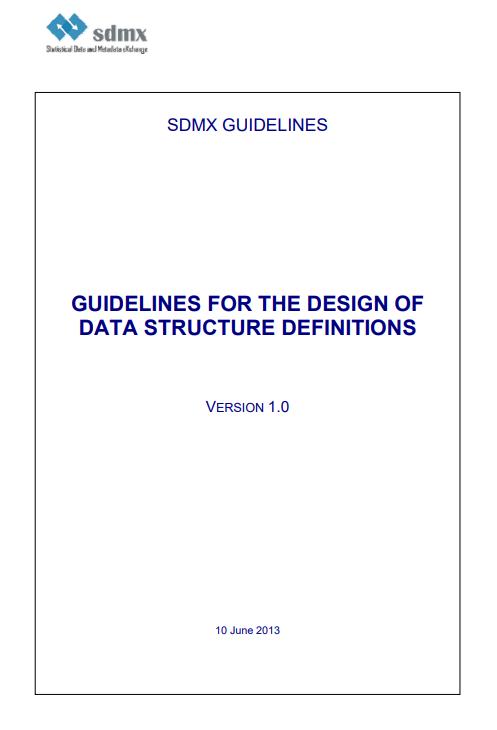 sdmx
Statistical Data and Metadata eXchange
SDMX GUIDELINES
GUIDELINES FOR THE DESIGN OF
DATA STRUCTURE DEFINITIONS
VERSION 1.0
10 June 2013